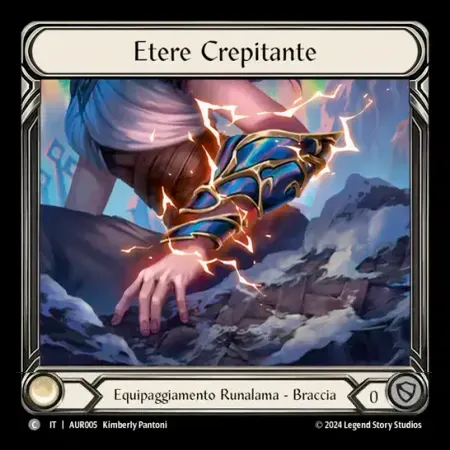 Etere Crepitante
Equipaggiamento Runalama - Braccia
0
C IT | AUR005 Kimberly Pantoni
© 2024 Legend Story Studios